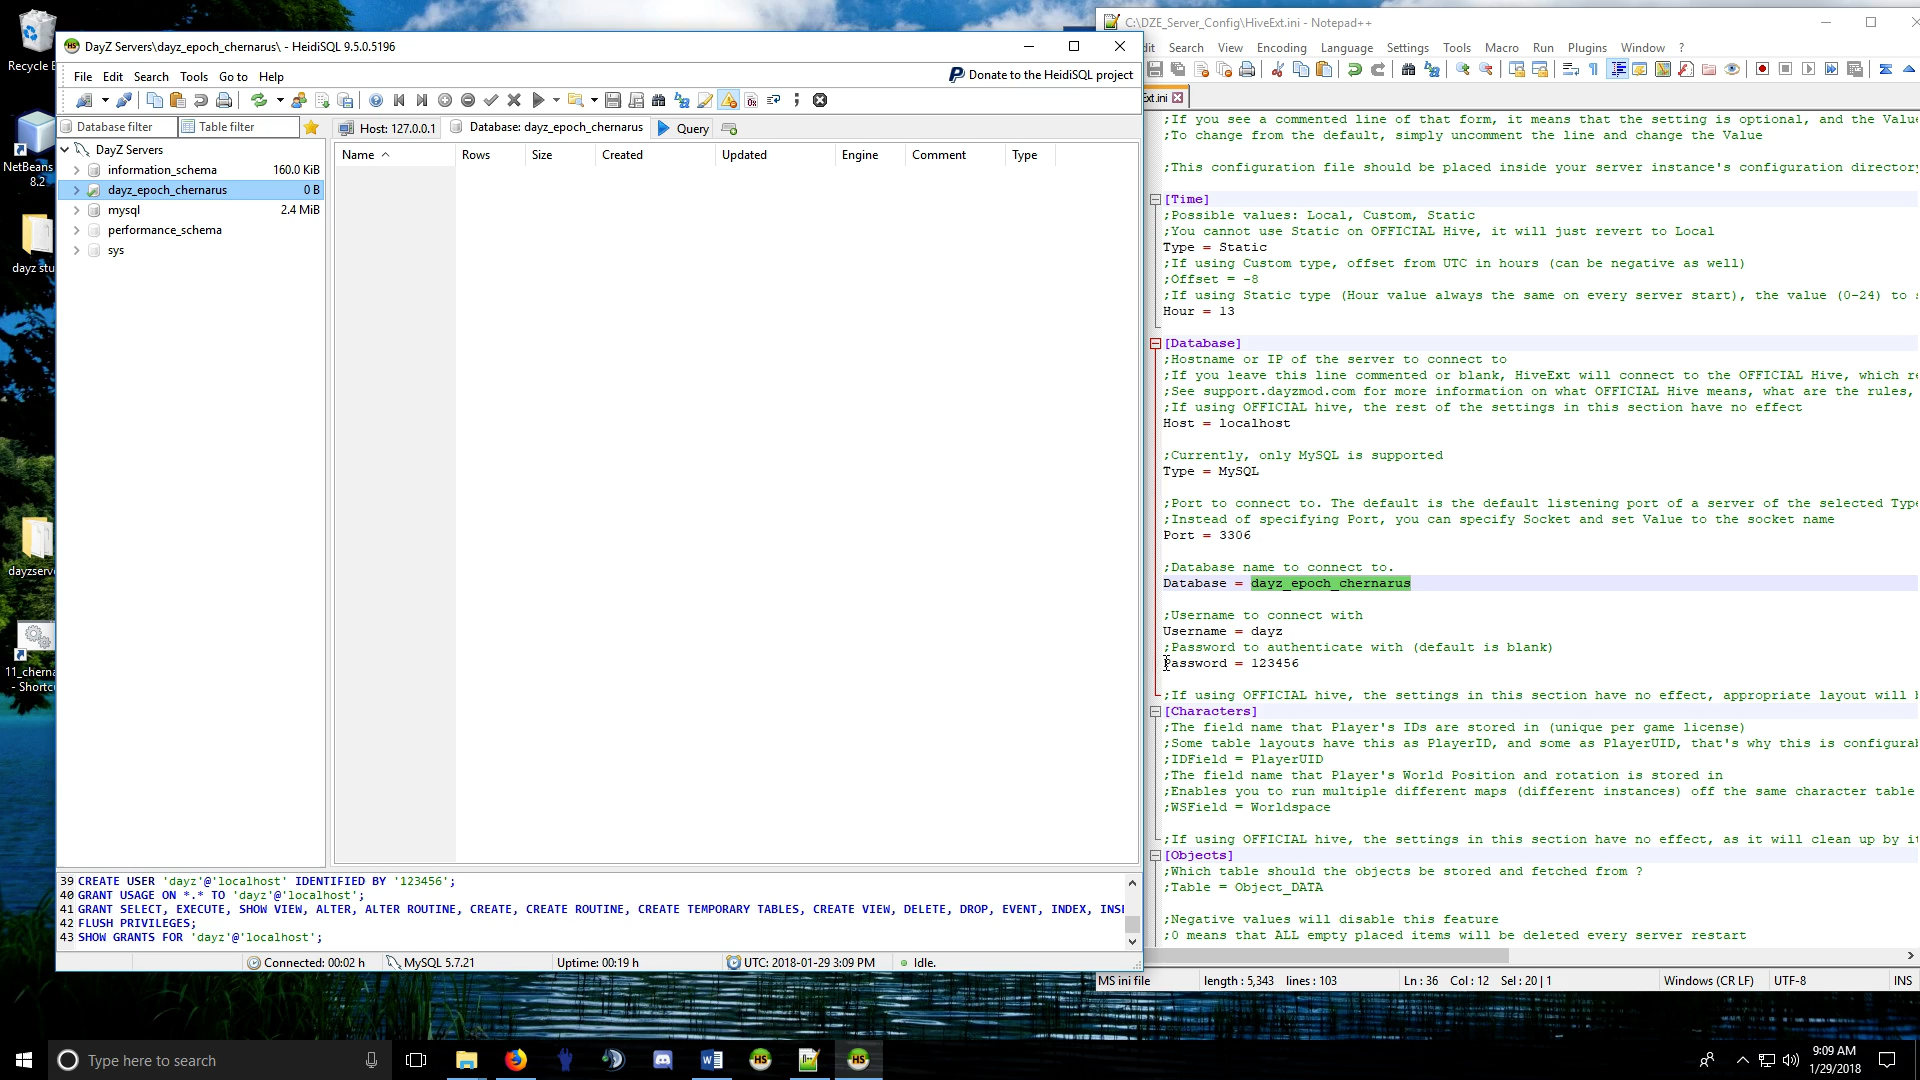 Recycle B
NetBeans
8.2
dayz stu
dayzserve
11_cherna
- Shortcu
DayZ Servers\dayz_epoch_chernarus\ - HeidiSQL 9.5.0.5196
File Edit Search Tools Go to Help
Donate to the HeidiSQL project
Database filter
Table filter
Host: 127.0.0.1
Database: dayz_epoch_chernarus
Query
DayZ Servers
information_schema 160.0 KiB
dayz_epoch_chernarus 0 B
mysql 2.4 MiB
performance_schema
sys
Name Rows Size Created Updated Engine Comment Type
39 CREATE USER 'dayz'@'localhost' IDENTIFIED BY '123456';
40 GRANT USAGE ON *.* TO 'dayz'@'localhost';
41 GRANT SELECT, EXECUTE, SHOW VIEW, ALTER, ALTER ROUTINE, CREATE, CREATE ROUTINE, CREATE TEMPORARY TABLES, CREATE VIEW, DELETE, DROP, EVENT, INDEX, INSE
42 FLUSH PRIVILEGES;
43 SHOW GRANTS FOR 'dayz'@'localhost';
Connected: 00:02 h
MySQL 5.7.21
Uptime: 00:19 h
UTC: 2018-01-29 3:09 PM
Idle.
C:\DZE_Server_Config\HiveExt.ini - Notepad++
dit Search View Encoding Language Settings Tools Macro Run Plugins Window ?
Ext.ini
;If you see a commented line of that form, it means that the setting is optional, and the Value
;To change from the default, simply uncomment the line and change the Value
;This configuration file should be placed inside your server instance's configuration directory
[Time]
;Possible values: Local, Custom, Static
;You cannot use Static on OFFICIAL Hive, it will just revert to Local
Type = Static
;If using Custom type, offset from UTC in hours (can be negative as well)
;Offset = -8
;If using Static type (Hour value always the same on every server start), the value (0-24) to s
Hour = 13
[Database]
;Hostname or IP of the server to connect to
;If you leave this line commented or blank, HiveExt will connect to the OFFICIAL Hive, which re
;See support.dayzmod.com for more information on what OFFICIAL Hive means, what are the rules,
;If using OFFICIAL hive, the rest of the settings in this section have no effect
Host = localhost
;Currently, only MySQL is supported
Type = MySQL
;Port to connect to. The default is the default listening port of a server of the selected Type
;Instead of specifying Port, you can specify Socket and set Value to the socket name
Port = 3306
;Database name to connect to.
Database = dayz_epoch_chernarus
;Username to connect with
Username = dayz
;Password to authenticate with (default is blank)
Password = 123456
;If using OFFICIAL hive, the settings in this section have no effect, appropriate layout will b
[Characters]
;The field name that Player's IDs are stored in (unique per game license)
;Some table layouts have this as PlayerID, and some as PlayerUID, that's why this is configural
;IDField = PlayerUID
;The field name that Player's World Position and rotation is stored in
;Enables you to run multiple different maps (different instances) off the same character table
;WSField = Worldspace
;If using OFFICIAL hive, the settings in this section have no effect, as it will clean up by it
[Objects]
;Which table should the objects be stored and fetched from ?
;Table = Object_DATA
;Negative values will disable this feature
;0 means that ALL empty placed items will be deleted every server restart
MS ini file
length : 5,343 lines : 103
Ln : 36 Col : 12 Sel : 20 | 1
Windows (CR LF)
UTF-8
INS
Type here to search
9:09 AM
1/29/2018